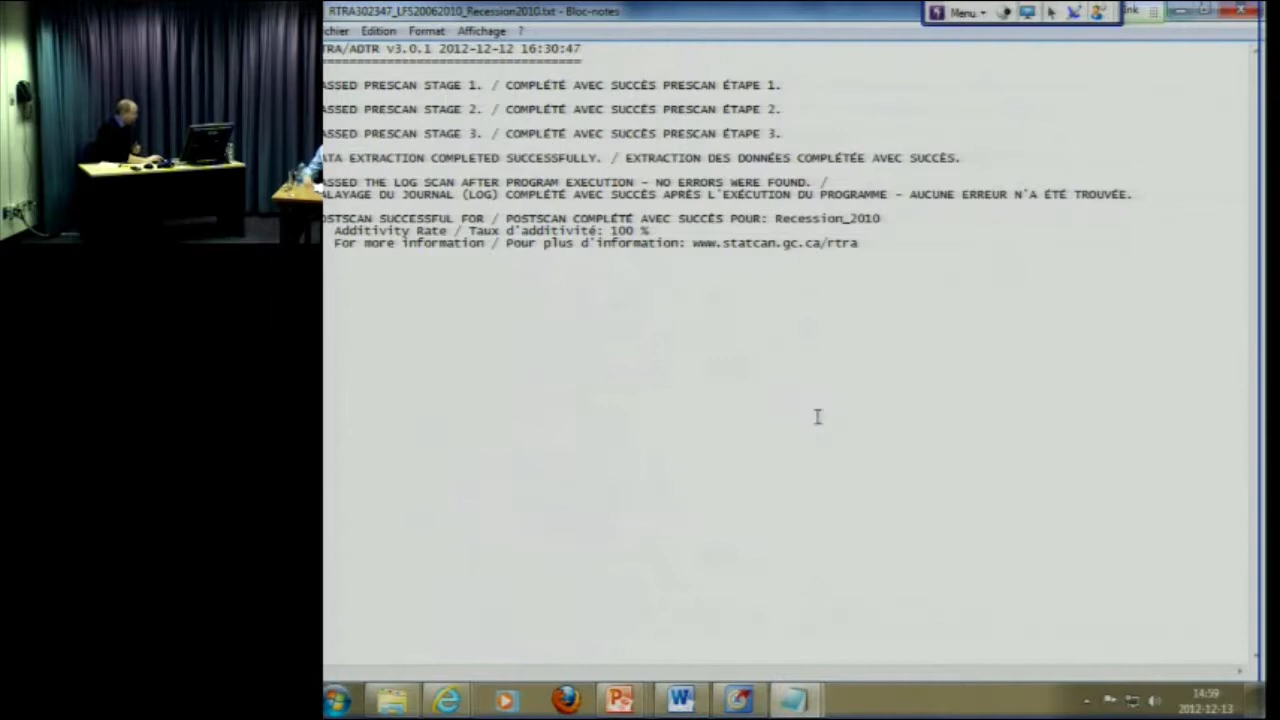 RTRA302347_LFS20062010_Recession2010.txt - Bloc-notes
Menu
ink
chier Edition Format Affichage ?
TRA/ADTR v3.0.1 2012-12-12 16:30:47
=====================================
ASSED PRESCAN STAGE 1. / COMPLÉTÉ AVEC SUCCÈS PRESCAN ÉTAPE 1.
ASSED PRESCAN STAGE 2. / COMPLÉTÉ AVEC SUCCÈS PRESCAN ÉTAPE 2.
ASSED PRESCAN STAGE 3. / COMPLÉTÉ AVEC SUCCÈS PRESCAN ÉTAPE 3.
ATA EXTRACTION COMPLETED SUCCESSFULLY. / EXTRACTION DES DONNÉES COMPLÉTÉE AVEC SUCCÈS.
ASSED THE LOG SCAN AFTER PROGRAM EXECUTION - NO ERRORS WERE FOUND. /
ALAYAGE DU JOURNAL (LOG) COMPLÉTÉ AVEC SUCCÈS APRÈS L'EXÉCUTION DU PROGRAMME - AUCUNE ERREUR N'A ÉTÉ TROUVÉE.
OSTSCAN SUCCESSFUL FOR / POSTSCAN COMPLÉTÉ AVEC SUCCÈS POUR: Recession_2010
Additivity Rate / Taux d'additivité: 100 %
For more information / Pour plus d'information: www.statcan.gc.ca/rtra
14:59
2012-12-13